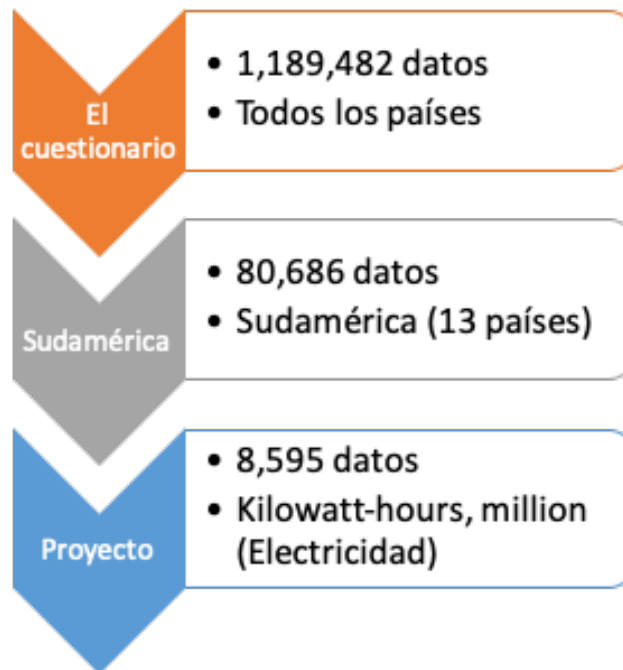 El
cuestionario
• 1,189,482 datos
• Todos los países
Sudamérica
• 80,686 datos
• Sudamérica (13 países)
Proyecto
• 8,595 datos
• Kilowatt-hours, million
(Electricidad)